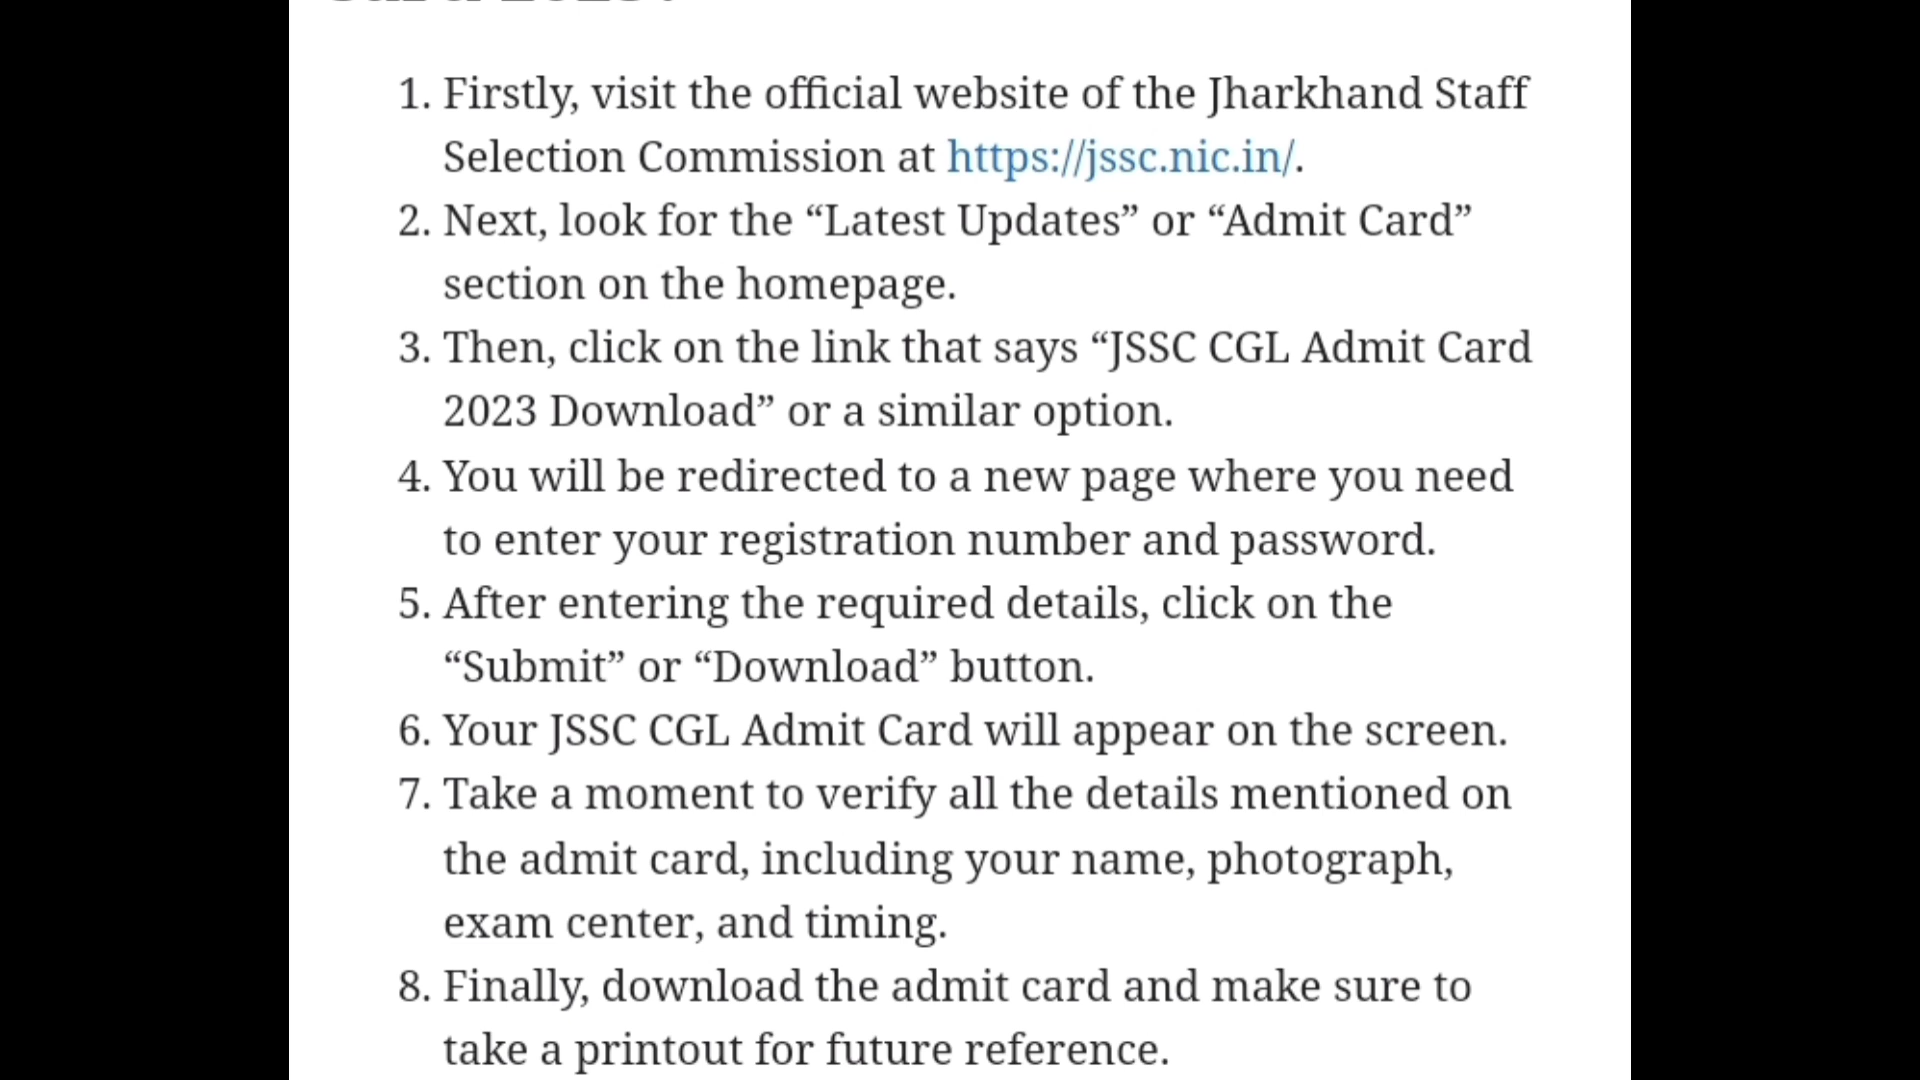 1. Firstly, visit the official website of the Jharkhand Staff
Selection Commission at https://jssc.nic.in/.
2. Next, look for the “Latest Updates” or “Admit Card”
section on the homepage.
3. Then, click on the link that says “JSSC CGL Admit Card
2023 Download” or a similar option.
4. You will be redirected to a new page where you need
to enter your registration number and password.
5. After entering the required details, click on the
“Submit” or “Download” button.
6. Your JSSC CGL Admit Card will appear on the screen.
7. Take a moment to verify all the details mentioned on
the admit card, including your name, photograph,
exam center, and timing.
8. Finally, download the admit card and make sure to
take a printout for future reference.